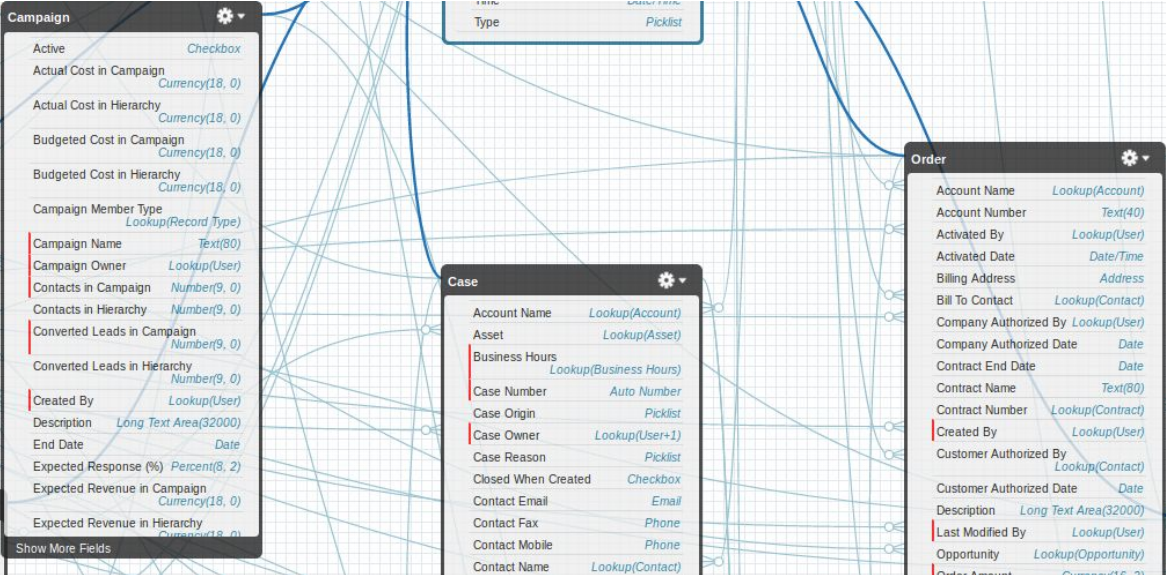 Time Date/Time
Type Picklist
Campaign
Active Checkbox
Actual Cost in Campaign
Currency(18, 0)
Actual Cost in Hierarchy
Currency(18, 0)
Budgeted Cost in Campaign
Currency(18, 0)
Budgeted Cost in Hierarchy
Currency(18, 0)
Campaign Member Type
Lookup(Record Type)
Campaign Name Text(80)
Campaign Owner Lookup(User)
Contacts in Campaign Number(9, 0)
Contacts in Hierarchy Number(9, 0)
Converted Leads in Campaign
Number(9, 0)
Converted Leads in Hierarchy
Number(9, 0)
Created By Lookup(User)
Description Long Text Area(32000)
End Date Date
Expected Response (%) Percent(8, 2)
Expected Revenue in Campaign
Currency(18, 0)
Expected Revenue in Hierarchy
Currency(18, 0)
Show More Fields
Case
Account Name Lookup(Account)
Asset Lookup(Asset)
Business Hours
Lookup(Business Hours)
Case Number Auto Number
Case Origin Picklist
Case Owner Lookup(User+1)
Case Reason Picklist
Closed When Created Checkbox
Contact Email Email
Contact Fax Phone
Contact Mobile Phone
Contact Name Lookup(Contact)
Order
Account Name Lookup(Account)
Account Number Text(40)
Activated By Lookup(User)
Activated Date Date/Time
Billing Address Address
Bill To Contact Lookup(Contact)
Company Authorized By Lookup(User)
Company Authorized Date Date
Contract End Date Date
Contract Name Text(80)
Contract Number Lookup(Contract)
Created By Lookup(User)
Customer Authorized By
Lookup(Contact)
Customer Authorized Date Date
Description Long Text Area(32000)
Last Modified By Lookup(User)
Opportunity Lookup(Opportunity)
Order Amount Currency(16, 2)